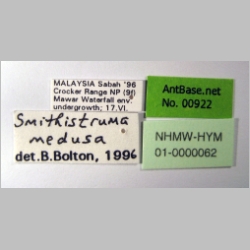 MALAYSIA Sabah '96
Crocker Range NP (9f)
Mawar Waterfall env.
undergrowth; 17.VI.
AntBase.net
No. 00922
Smithistruma
medusa
det.B.Bolton, 1996
NHMW-HYM
01-0000062